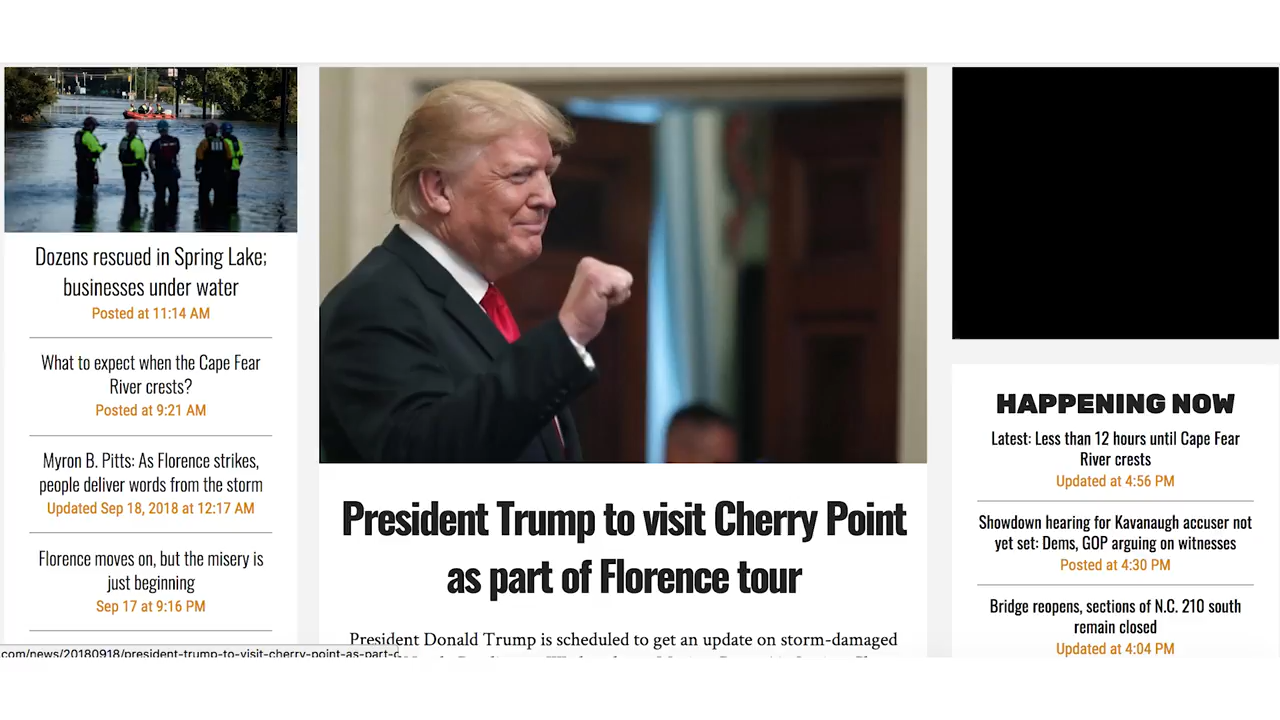 Dozens rescued in Spring Lake;
businesses under water
Posted at 11:14 AM
What to expect when the Cape Fear
River crests?
Posted at 9:21 AM
Myron B. Pitts: As Florence strikes,
people deliver words from the storm
Updated Sep 18, 2018 at 12:17 AM
Florence moves on, but the misery is
just beginning
Sep 17 at 9:16 PM
.com/news/20180918/president-trump-to-visit-cherry-point-as-part-o
President Trump to visit Cherry Point
as part of Florence tour
President Donald Trump is scheduled to get an update on storm-damaged
HAPPENING NOW
Latest: Less than 12 hours until Cape Fear
River crests
Updated at 4:56 PM
Showdown hearing for Kavanaugh accuser not
yet set: Dems, GOP arguing on witnesses
Posted at 4:30 PM
Bridge reopens, sections of N.C. 210 south
remain closed
Updated at 4:04 PM